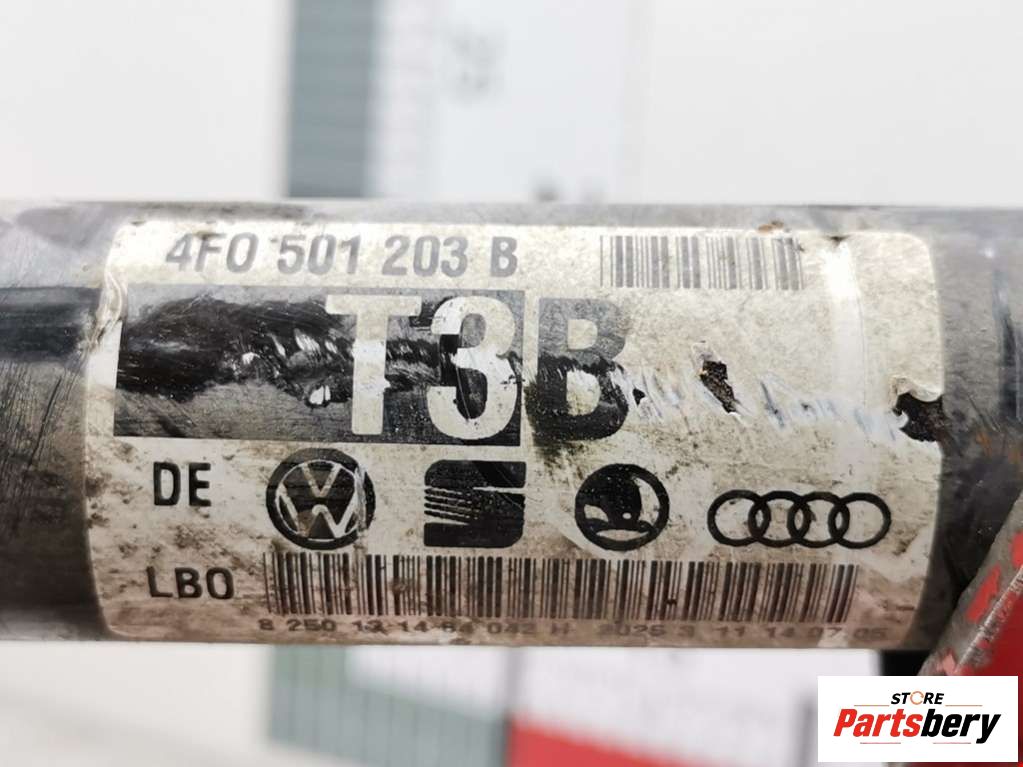 4F0 501 203 B
T3B
DE
LBO
STORE
Partsbery